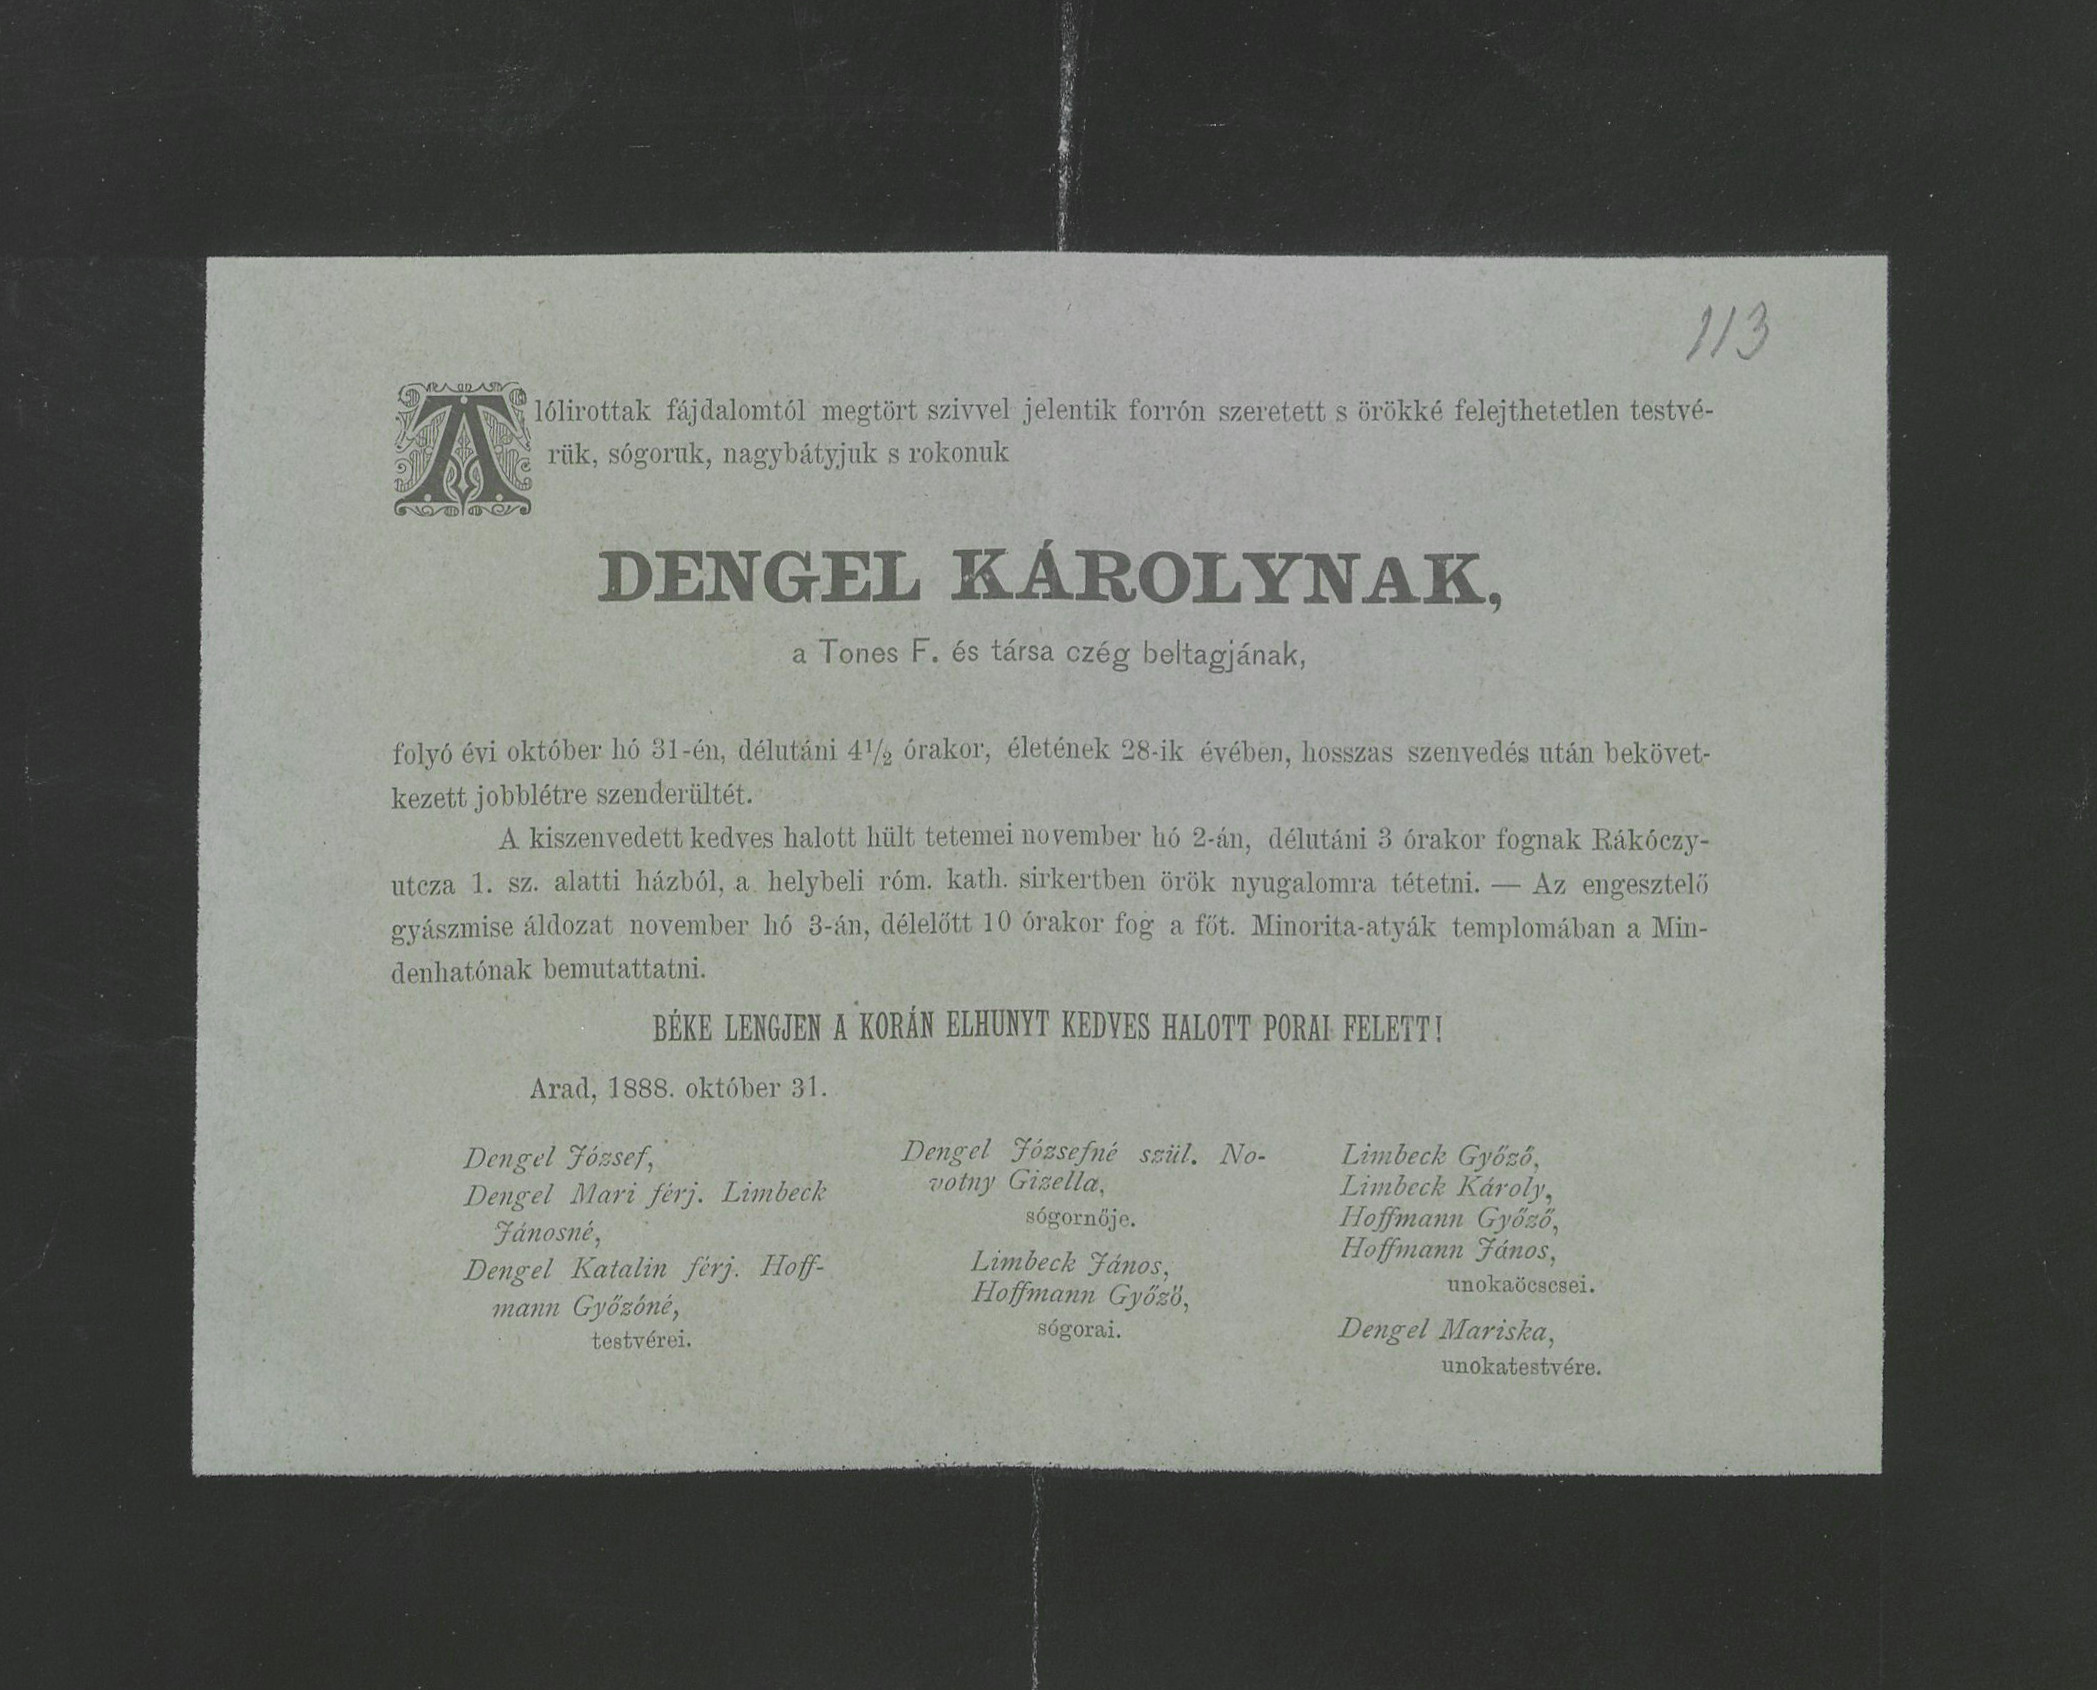 113
Alólirottak fájdalomtól megtört szivvel jelentik forrón szeretett s örökké felejthetetlen testvé-
rük, sógoruk, nagybátyjuk s rokonuk
DENGEL KÁROLYNAK,
a Tones F. és társa czég beltagjának,
folyó évi október hó 31-én, délutáni 4½ órakor, életének 28-ik évében, hosszas szenvedés után bekövet-
kezett jobblétre szenderültét.
A kiszenvedett kedves halott hült tetemei november hó 2-án, délutáni 3 órakor fognak Rákóczy-
utcza 1. sz. alatti házból, a helybeli róm. kath. sirkertben örök nyugalomra tétetni. — Az engesztelő
gyászmise áldozat november hó 3-án, délelőtt 10 órakor fog a főt. Minorita-atyák templomában a Min-
denhatónak bemutattatni.
BÉKE LENGJEN A KORÁN ELHUNYT KEDVES HALOTT PORAI FELETT!
Arad, 1888. október 31.
Dengel József,
Dengel Mari férj. Limbeck
Jánosné,
Dengel Katalin férj. Hoff-
mann Győzőné,
testvérei.
Dengel Józsefné szül. No-
votny Gizella,
sógornője.
Limbeck János,
Hoffmann Győző,
sógorai.
Limbeck Győző,
Limbeck Károly,
Hoffmann Győző,
Hoffmann János,
unokaöcscsei.
Dengel Mariska,
unokatestvére.